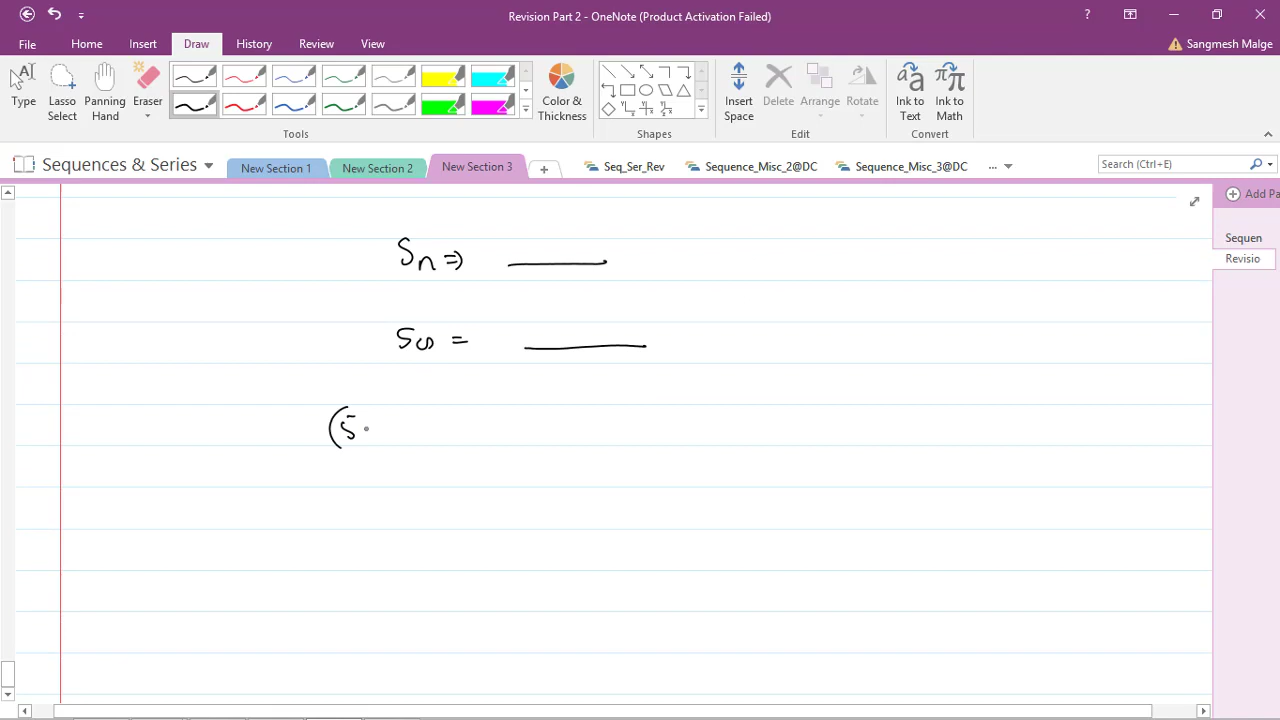 Revision Part 2 - OneNote (Product Activation Failed)
?
File Home Insert Draw History Review View Sangmesh Malge
Type Lasso Select Panning Hand Eraser Color & Thickness Insert Space Delete Arrange Rotate Ink to Text Ink to Math
Tools Shapes Edit Convert
Sequences & Series New Section 1 New Section 2 New Section 3 Seq_Ser_Rev Sequence_Misc_2@DC Sequence_Misc_3@DC ... Search (Ctrl+E)
Add Pa
Sequen
Revisio
Sn ⇒ ____
S∞ = ____
(5